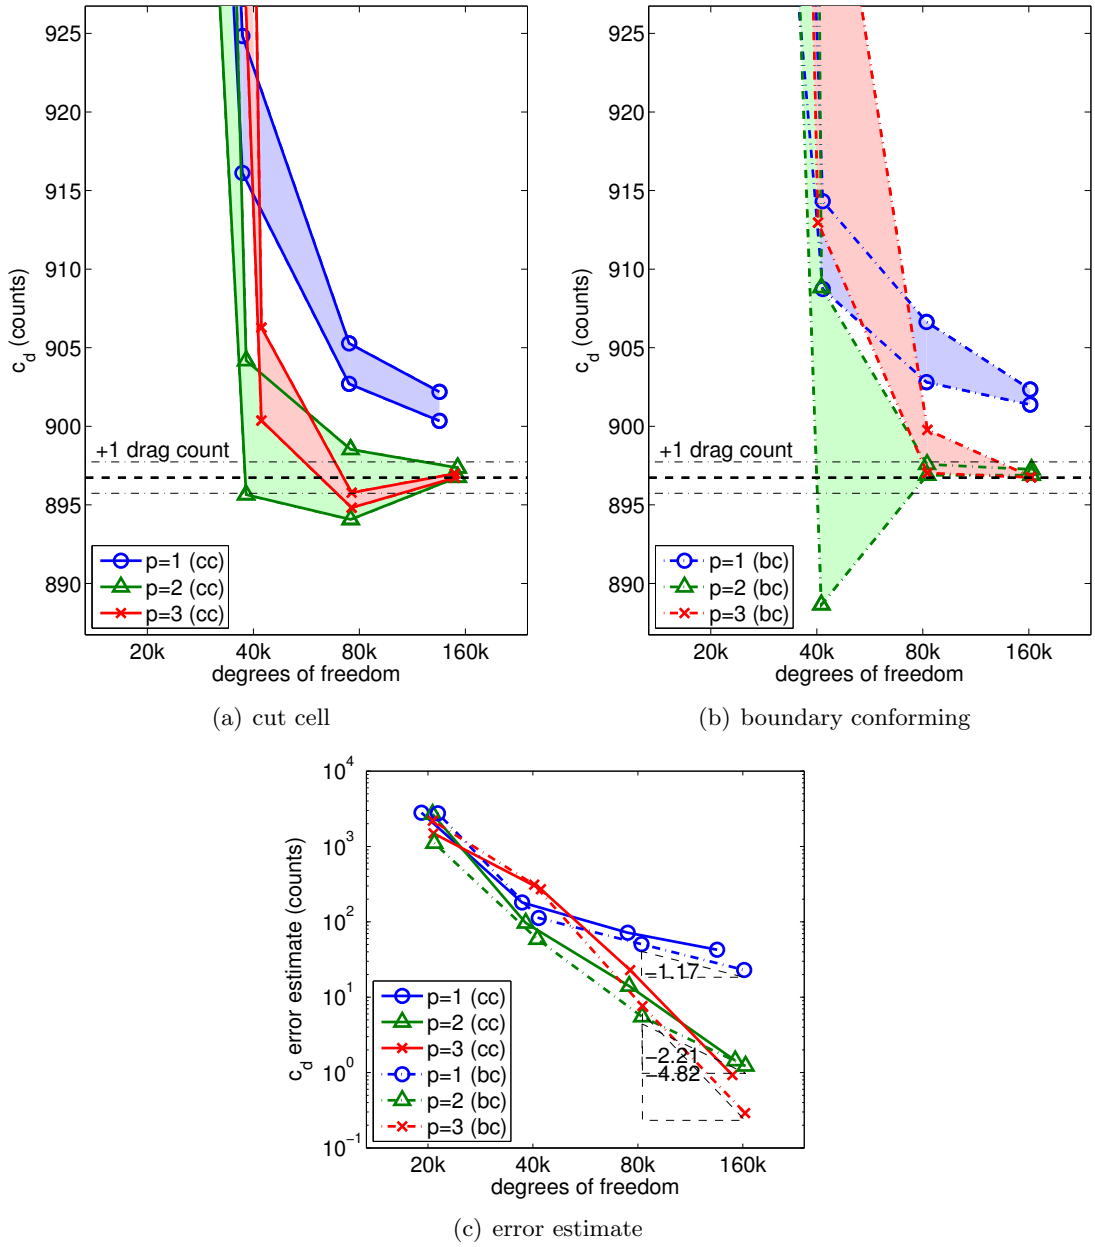 925
920
915
910
905
900
895
890
c_d (counts)
+1 drag count
p=1 (cc)
p=2 (cc)
p=3 (cc)
20k 40k 80k 160k
degrees of freedom
(a) cut cell
925
920
915
910
905
900
895
890
c_d (counts)
+1 drag count
p=1 (bc)
p=2 (bc)
p=3 (bc)
20k 40k 80k 160k
degrees of freedom
(b) boundary conforming
10^4
10^3
10^2
10^1
10^0
10^−1
c_d error estimate (counts)
−1.17
−2.21
−4.82
p=1 (cc)
p=2 (cc)
p=3 (cc)
p=1 (bc)
p=2 (bc)
p=3 (bc)
20k 40k 80k 160k
degrees of freedom
(c) error estimate